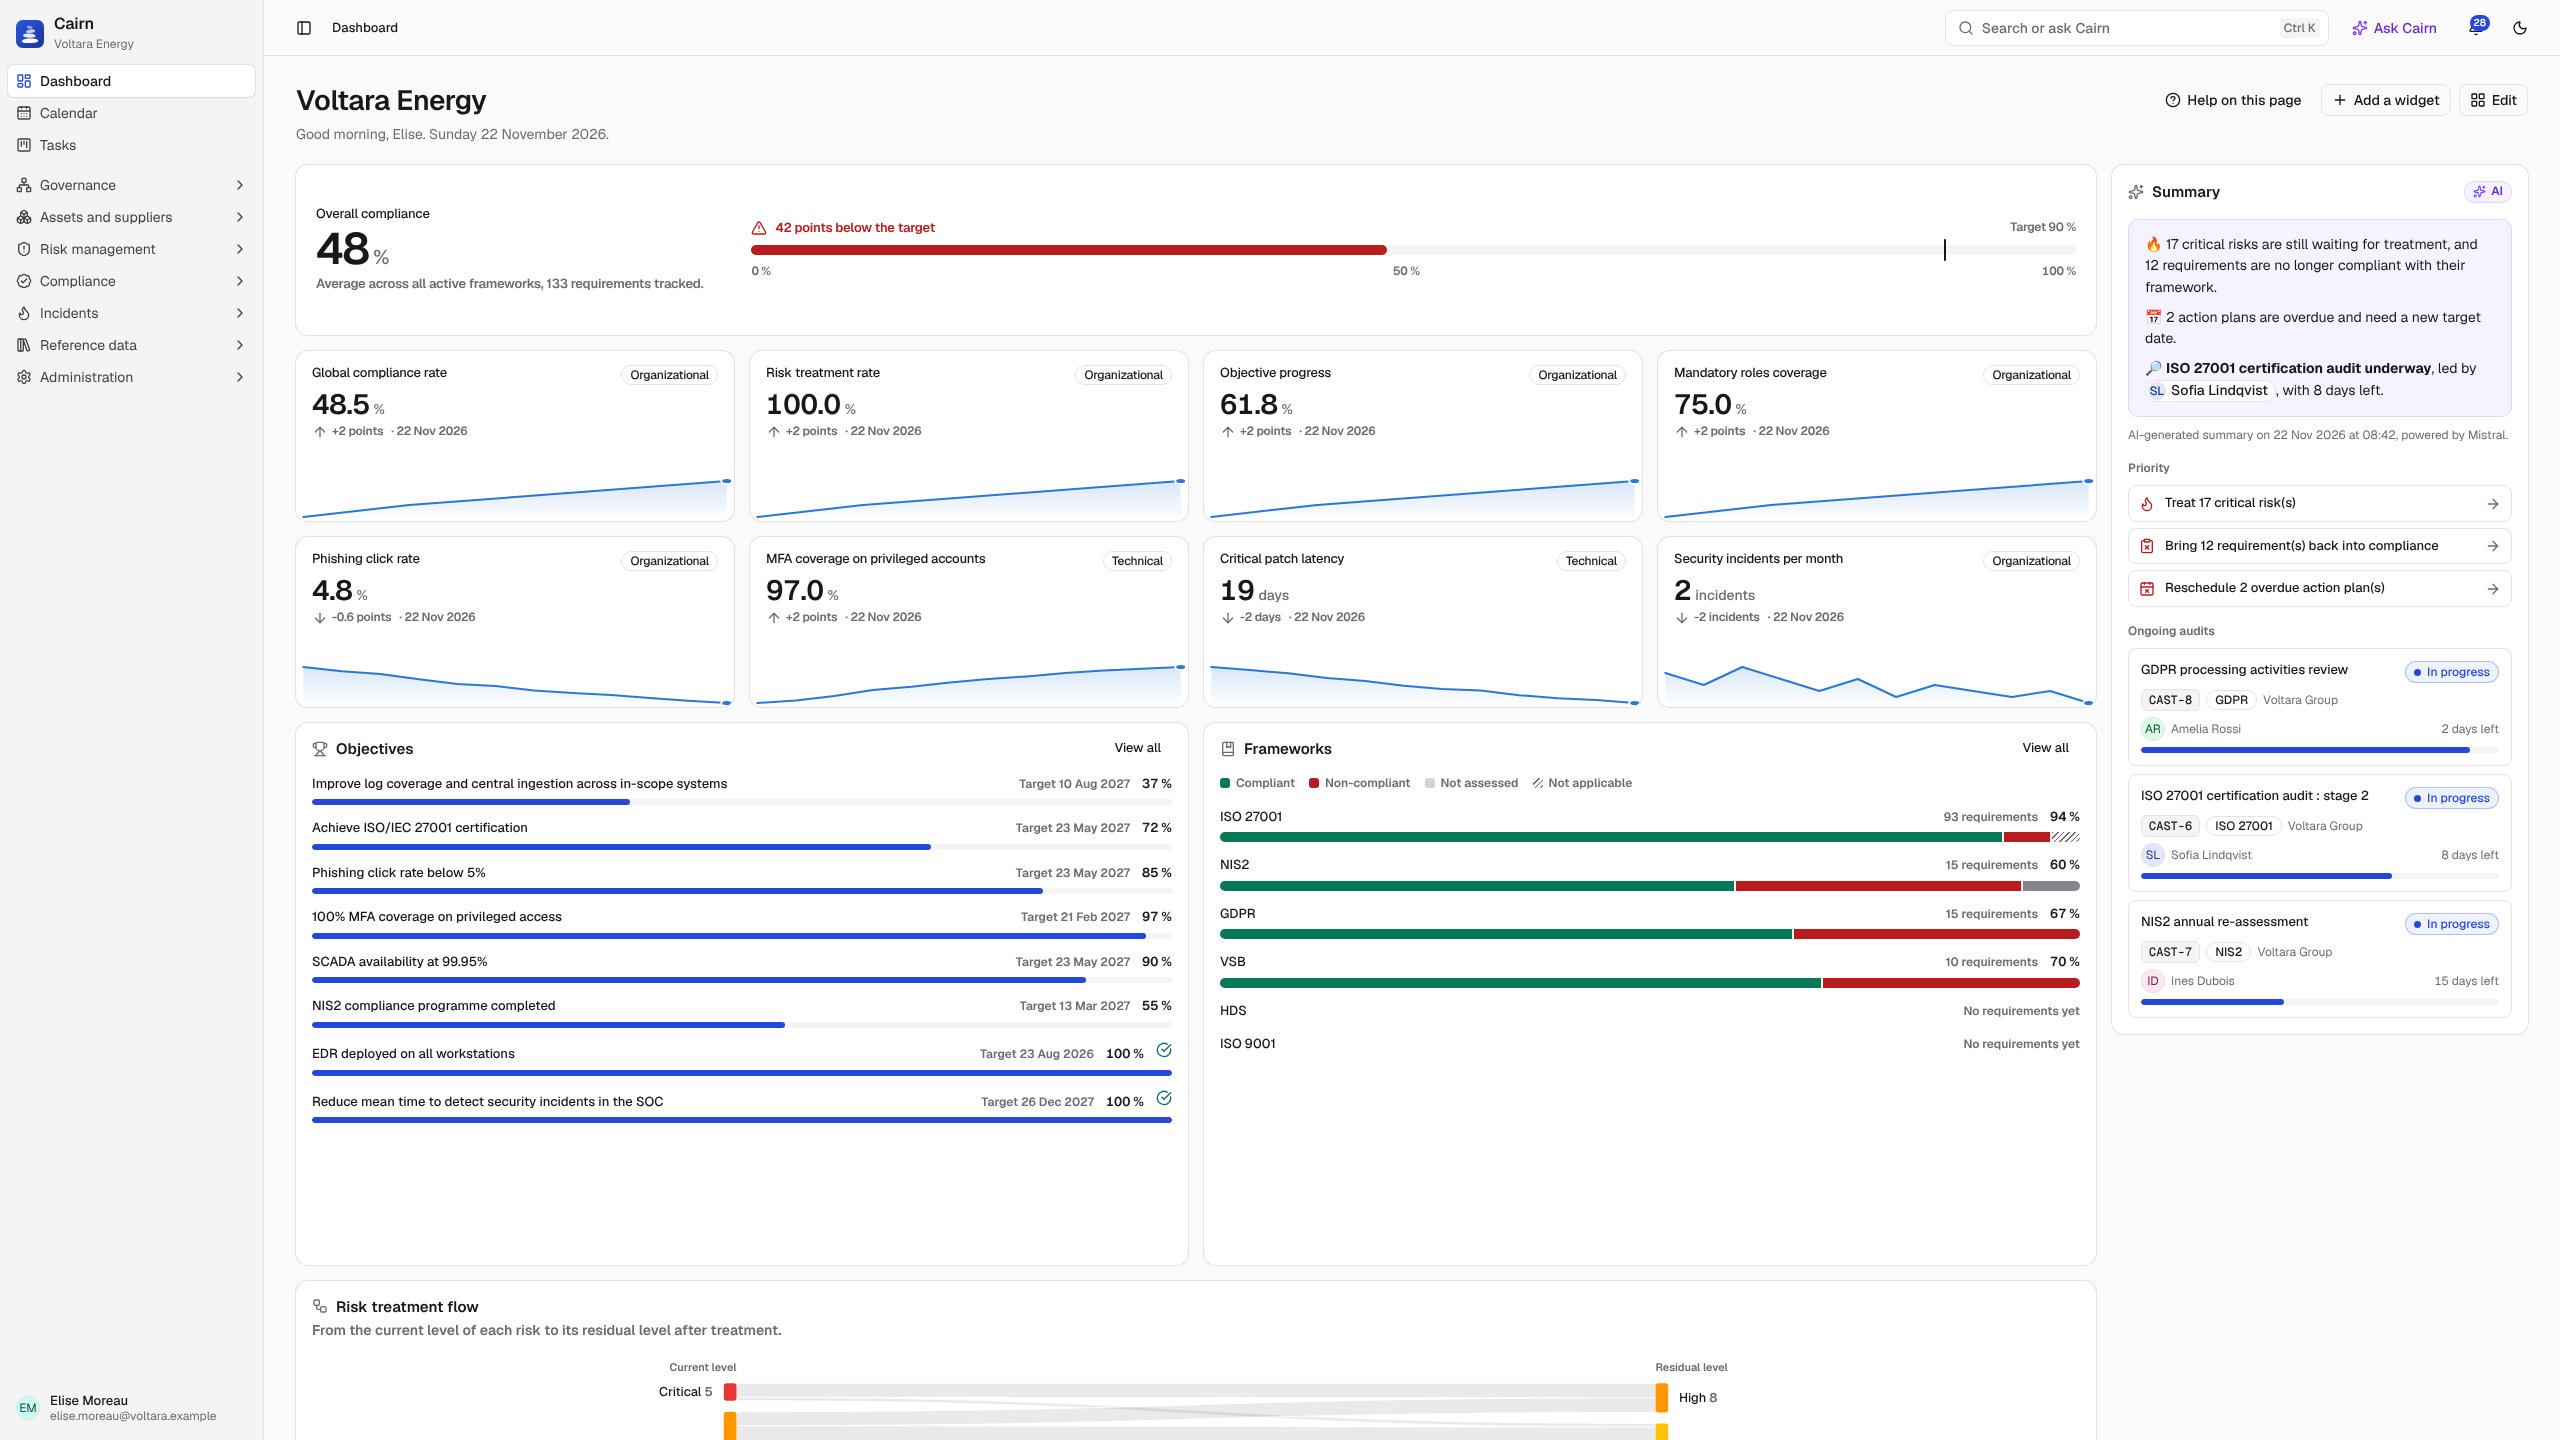 Cairn
Voltara Energy
Dashboard
Calendar
Tasks
Governance
Assets and suppliers
Risk management
Compliance
Incidents
Reference data
Administration
Elise Moreau
EM
elise.moreau@voltara.example
Dashboard
Search or ask Cairn
Ctrl K
Ask Cairn
28
Voltara Energy
Good morning, Elise. Sunday 22 November 2026.
Help on this page
Add a widget
Edit
Overall compliance
48 %
Average across all active frameworks, 133 requirements tracked.
42 points below the target
Target 90 %
0 %
50 %
100 %
Global compliance rate
Organizational
48.5 %
+2 points · 22 Nov 2026
Risk treatment rate
Organizational
100.0 %
+2 points · 22 Nov 2026
Objective progress
Organizational
61.8 %
+2 points · 22 Nov 2026
Mandatory roles coverage
Organizational
75.0 %
+2 points · 22 Nov 2026
Phishing click rate
Organizational
4.8 %
-0.6 points · 22 Nov 2026
MFA coverage on privileged accounts
Technical
97.0 %
+2 points · 22 Nov 2026
Critical patch latency
Technical
19 days
-2 days · 22 Nov 2026
Security incidents per month
Organizational
2 incidents
-2 incidents · 22 Nov 2026
Objectives
View all
Improve log coverage and central ingestion across in-scope systems
Target 10 Aug 2027 37 %
Achieve ISO/IEC 27001 certification
Target 23 May 2027 72 %
Phishing click rate below 5%
Target 23 May 2027 85 %
100% MFA coverage on privileged access
Target 21 Feb 2027 97 %
SCADA availability at 99.95%
Target 23 May 2027 90 %
NIS2 compliance programme completed
Target 13 Mar 2027 55 %
EDR deployed on all workstations
Target 23 Aug 2026 100 %
Reduce mean time to detect security incidents in the SOC
Target 26 Dec 2027 100 %
Frameworks
View all
Compliant
Non-compliant
Not assessed
Not applicable
ISO 27001
93 requirements 94 %
NIS2
15 requirements 60 %
GDPR
15 requirements 67 %
VSB
10 requirements 70 %
HDS
No requirements yet
ISO 9001
No requirements yet
Risk treatment flow
From the current level of each risk to its residual level after treatment.
Current level
Residual level
Critical 5
High 8
Summary
AI
🔥 17 critical risks are still waiting for treatment, and
12 requirements are no longer compliant with their
framework.
📅 2 action plans are overdue and need a new target
date.
🔎 ISO 27001 certification audit underway, led by
SL Sofia Lindqvist , with 8 days left.
AI-generated summary on 22 Nov 2026 at 08:42, powered by Mistral.
Priority
Treat 17 critical risk(s)
Bring 12 requirement(s) back into compliance
Reschedule 2 overdue action plan(s)
Ongoing audits
GDPR processing activities review
In progress
CAST-8 GDPR Voltara Group
AR Amelia Rossi
2 days left
ISO 27001 certification audit : stage 2
In progress
CAST-6 ISO 27001 Voltara Group
SL Sofia Lindqvist
8 days left
NIS2 annual re-assessment
In progress
CAST-7 NIS2 Voltara Group
ID Ines Dubois
15 days left